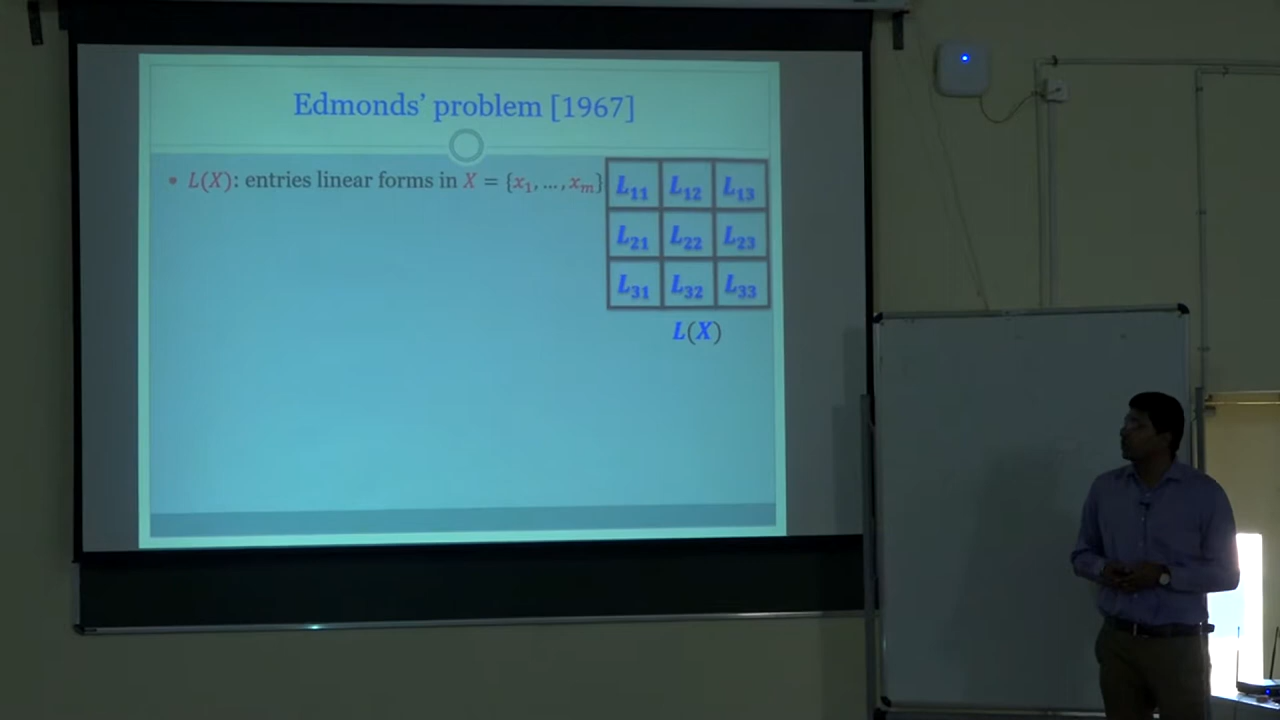 Edmonds’ problem [1967]
• L(X): entries linear forms in X = {x₁, …, xₘ}
L₁₁ L₁₂ L₁₃
L₂₁ L₂₂ L₂₃
L₃₁ L₃₂ L₃₃
L(X)